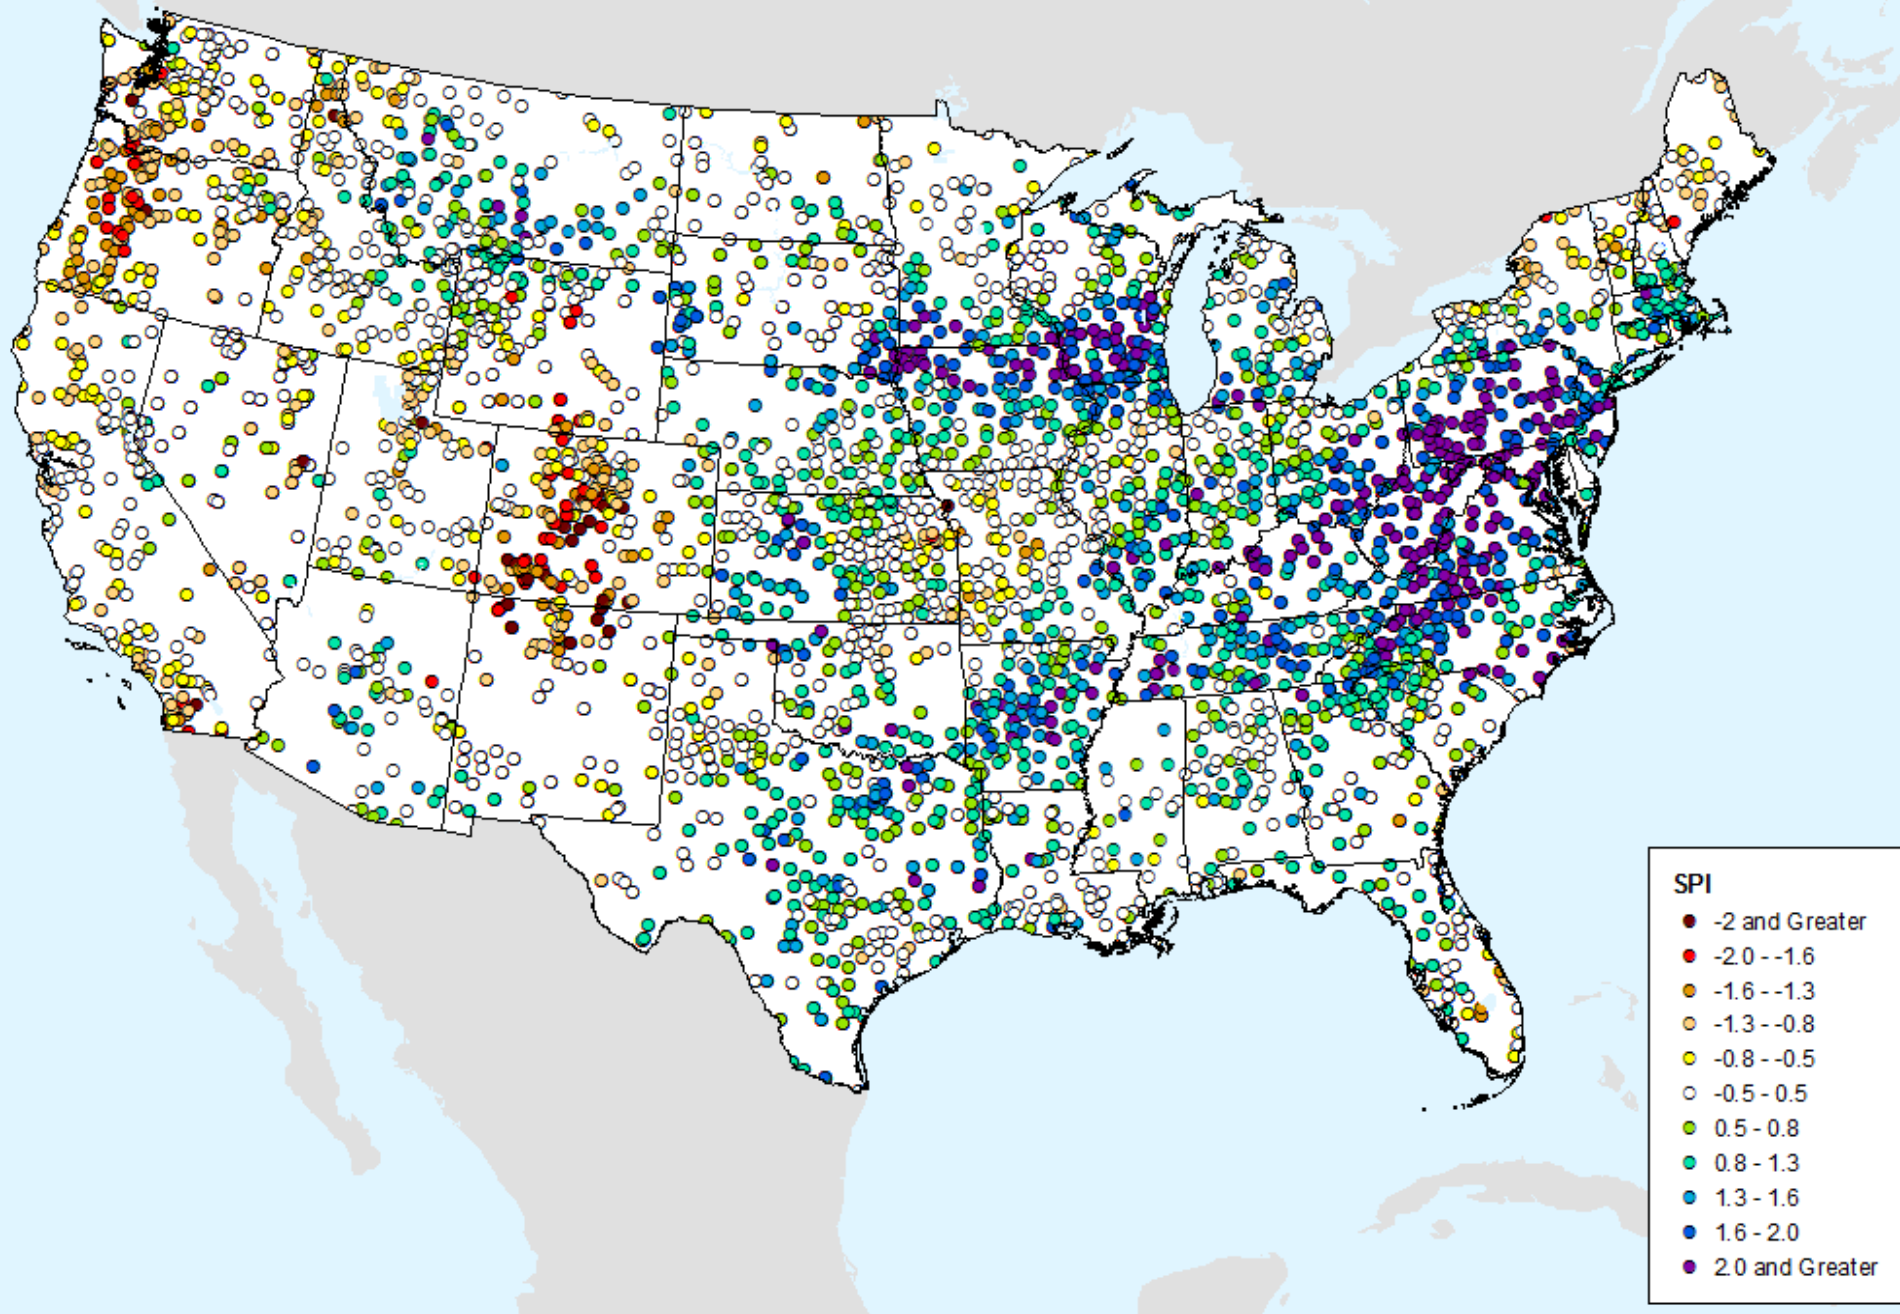 SPI
-2 and Greater
-2.0 - -1.6
-1.6 - -1.3
-1.3 - -0.8
-0.8 - -0.5
-0.5 - 0.5
0.5 - 0.8
0.8 - 1.3
1.3 - 1.6
1.6 - 2.0
2.0 and Greater